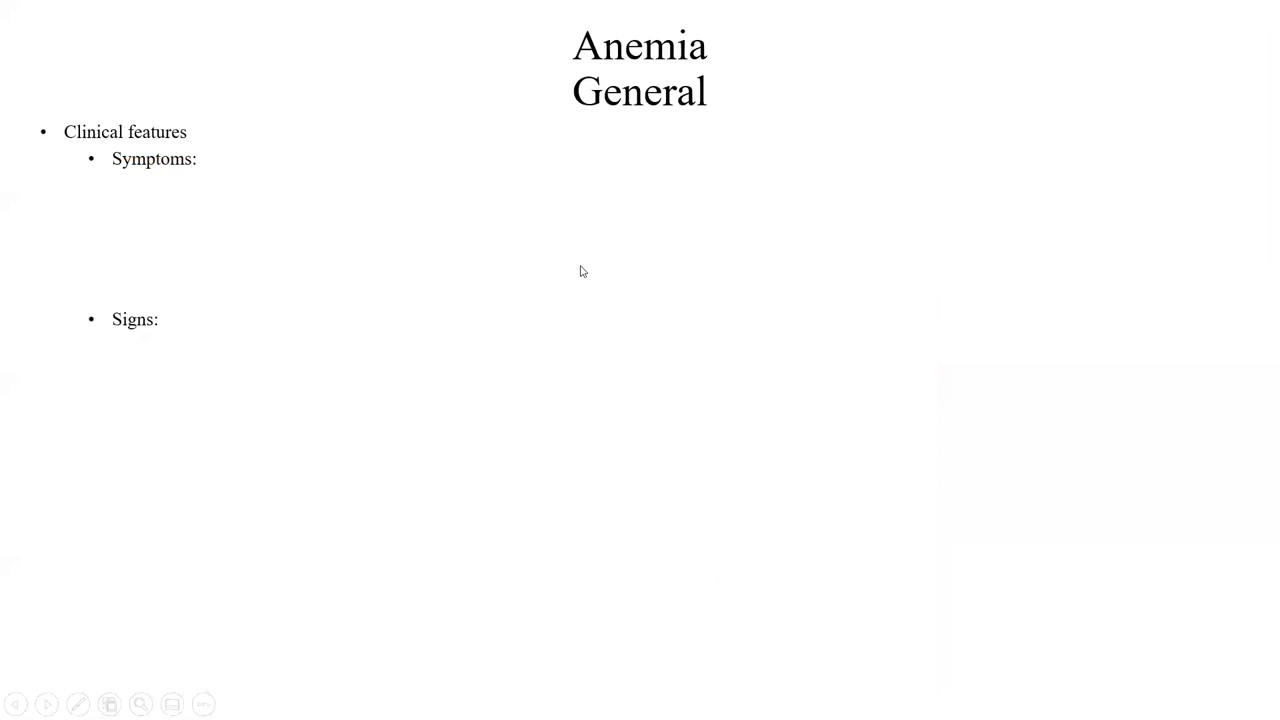 Anemia
General
• Clinical features
• Symptoms:
• Signs: